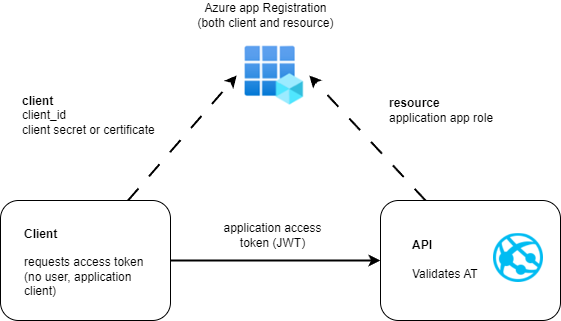 Azure app Registration
(both client and resource)
client
client_id
client secret or certificate
resource
application app role
Client
requests access token
(no user, application
client)
application access
token (JWT)
API
Validates AT